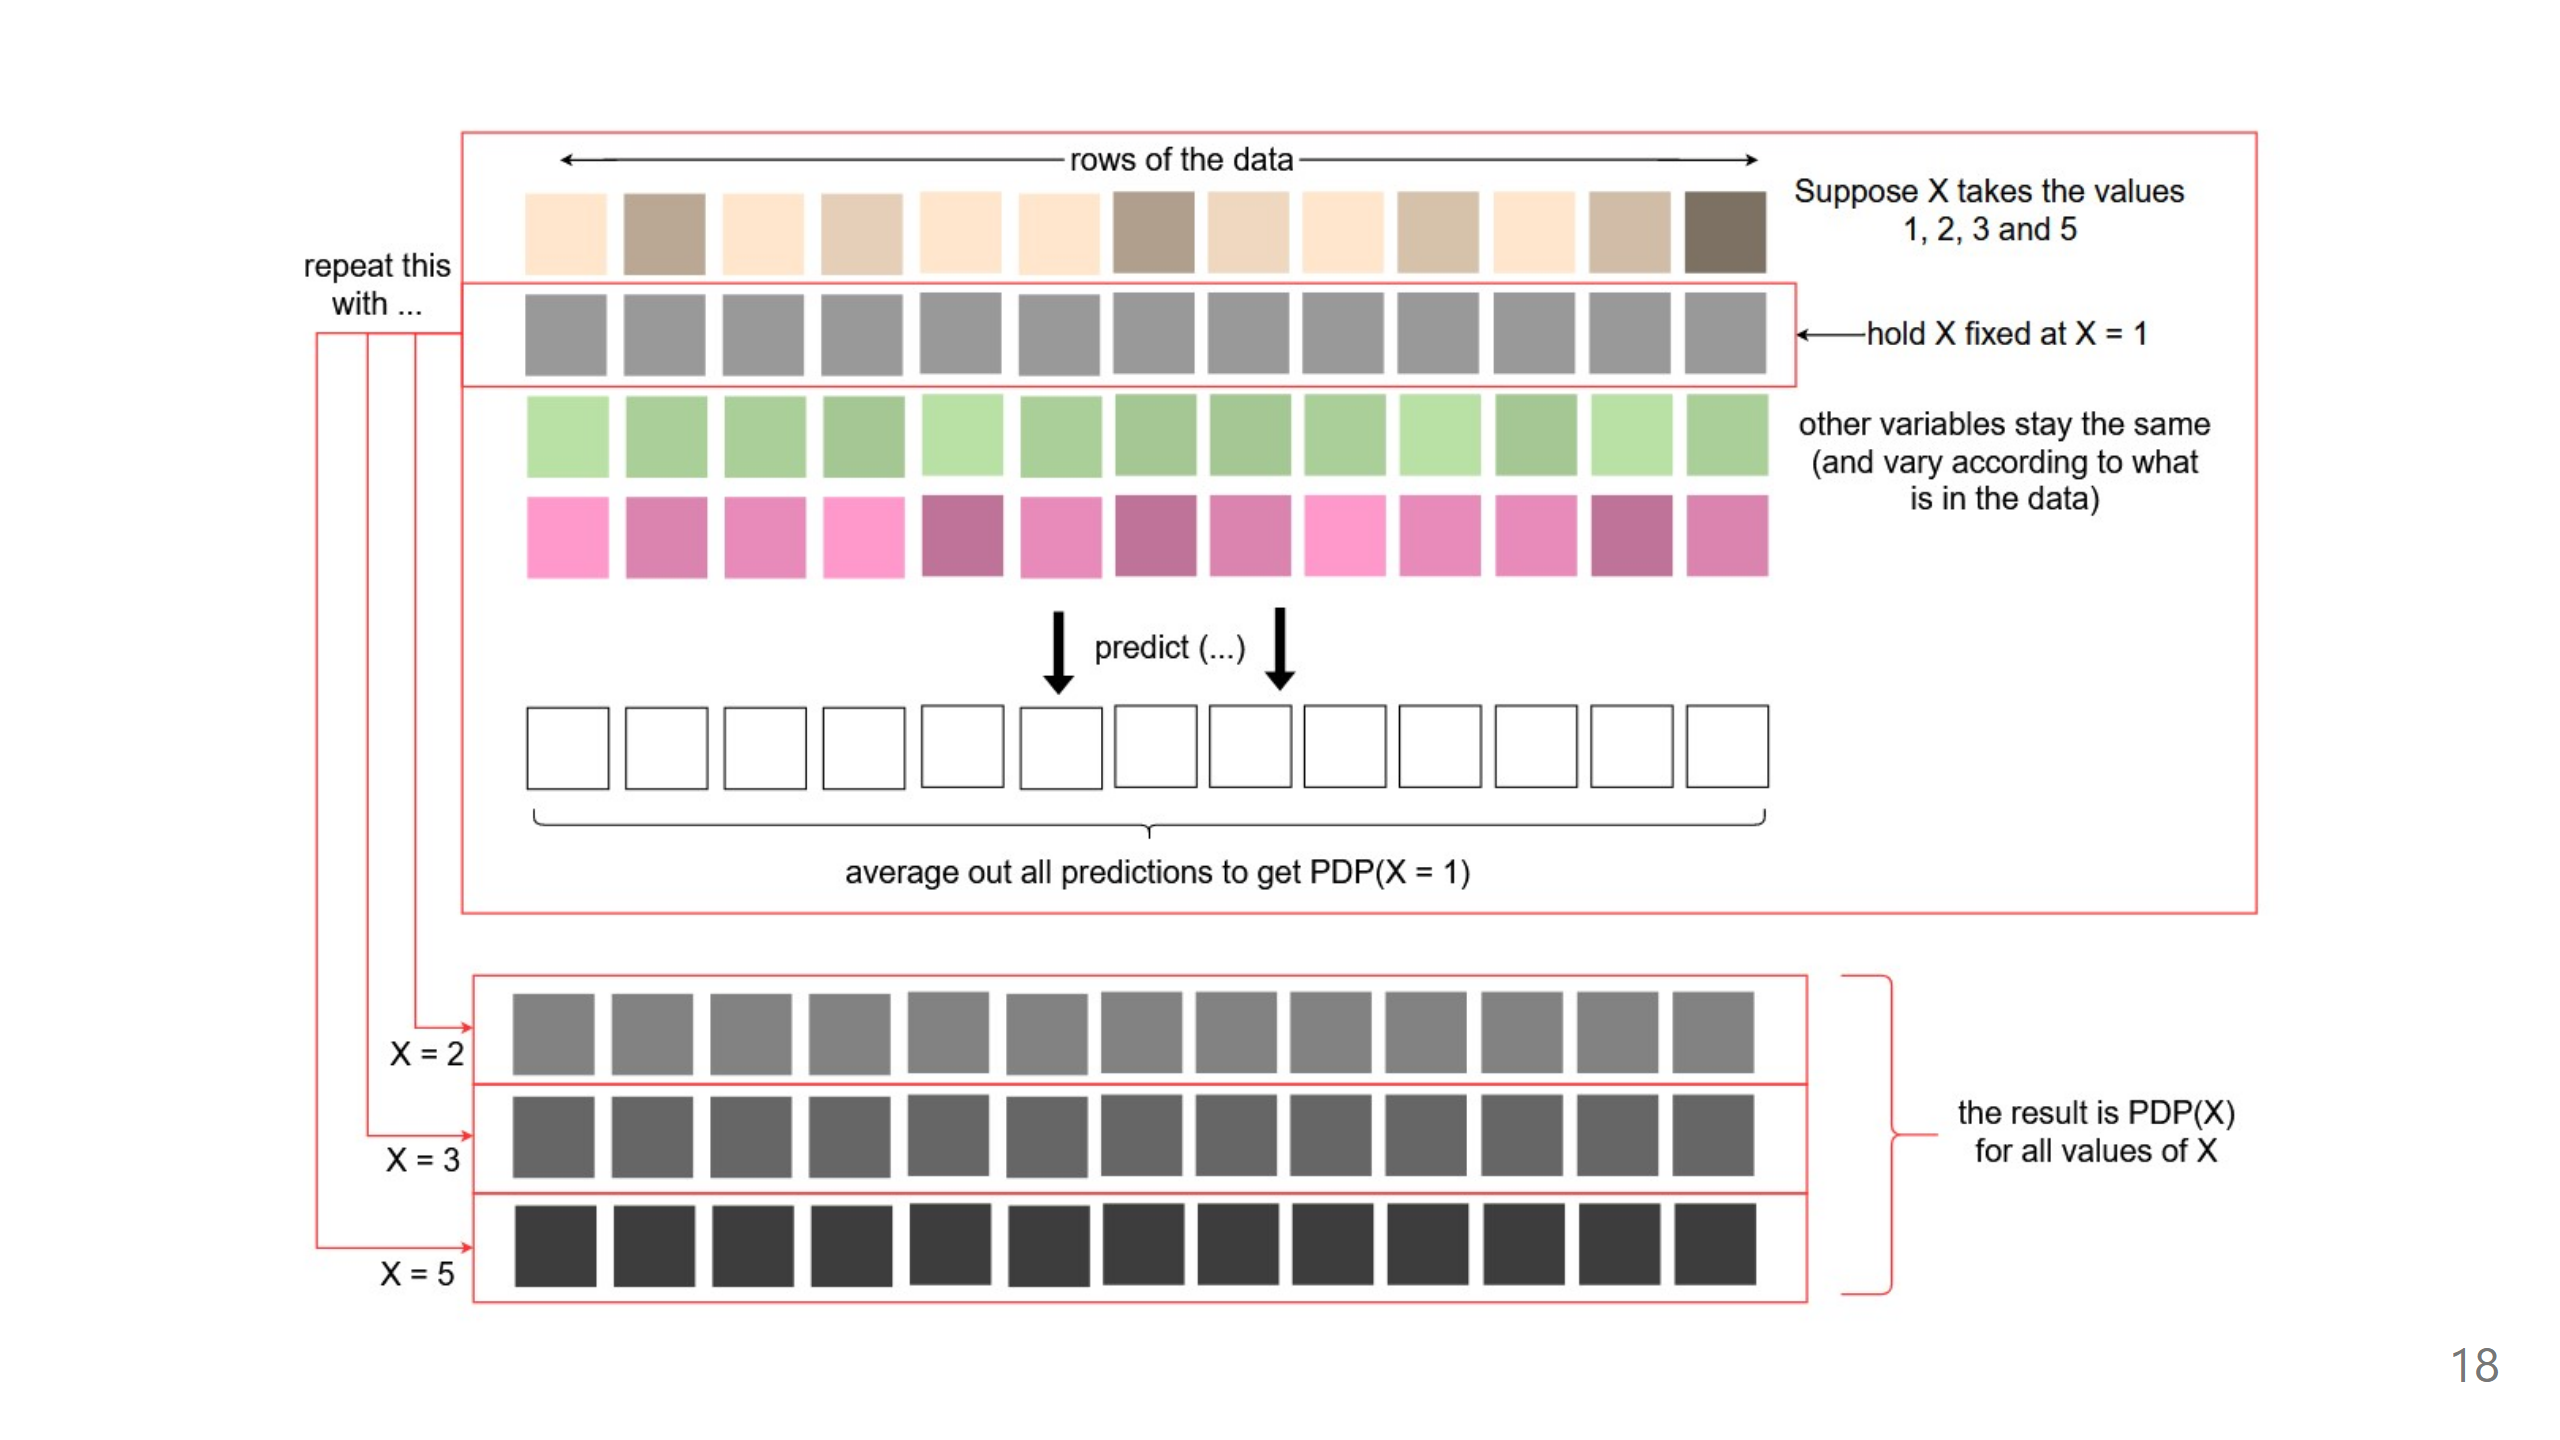 rows of the data
Suppose X takes the values
1, 2, 3 and 5
repeat this
with ...
hold X fixed at X = 1
other variables stay the same
(and vary according to what
is in the data)
predict (...)
average out all predictions to get PDP(X = 1)
X = 2
X = 3
X = 5
the result is PDP(X)
for all values of X
18